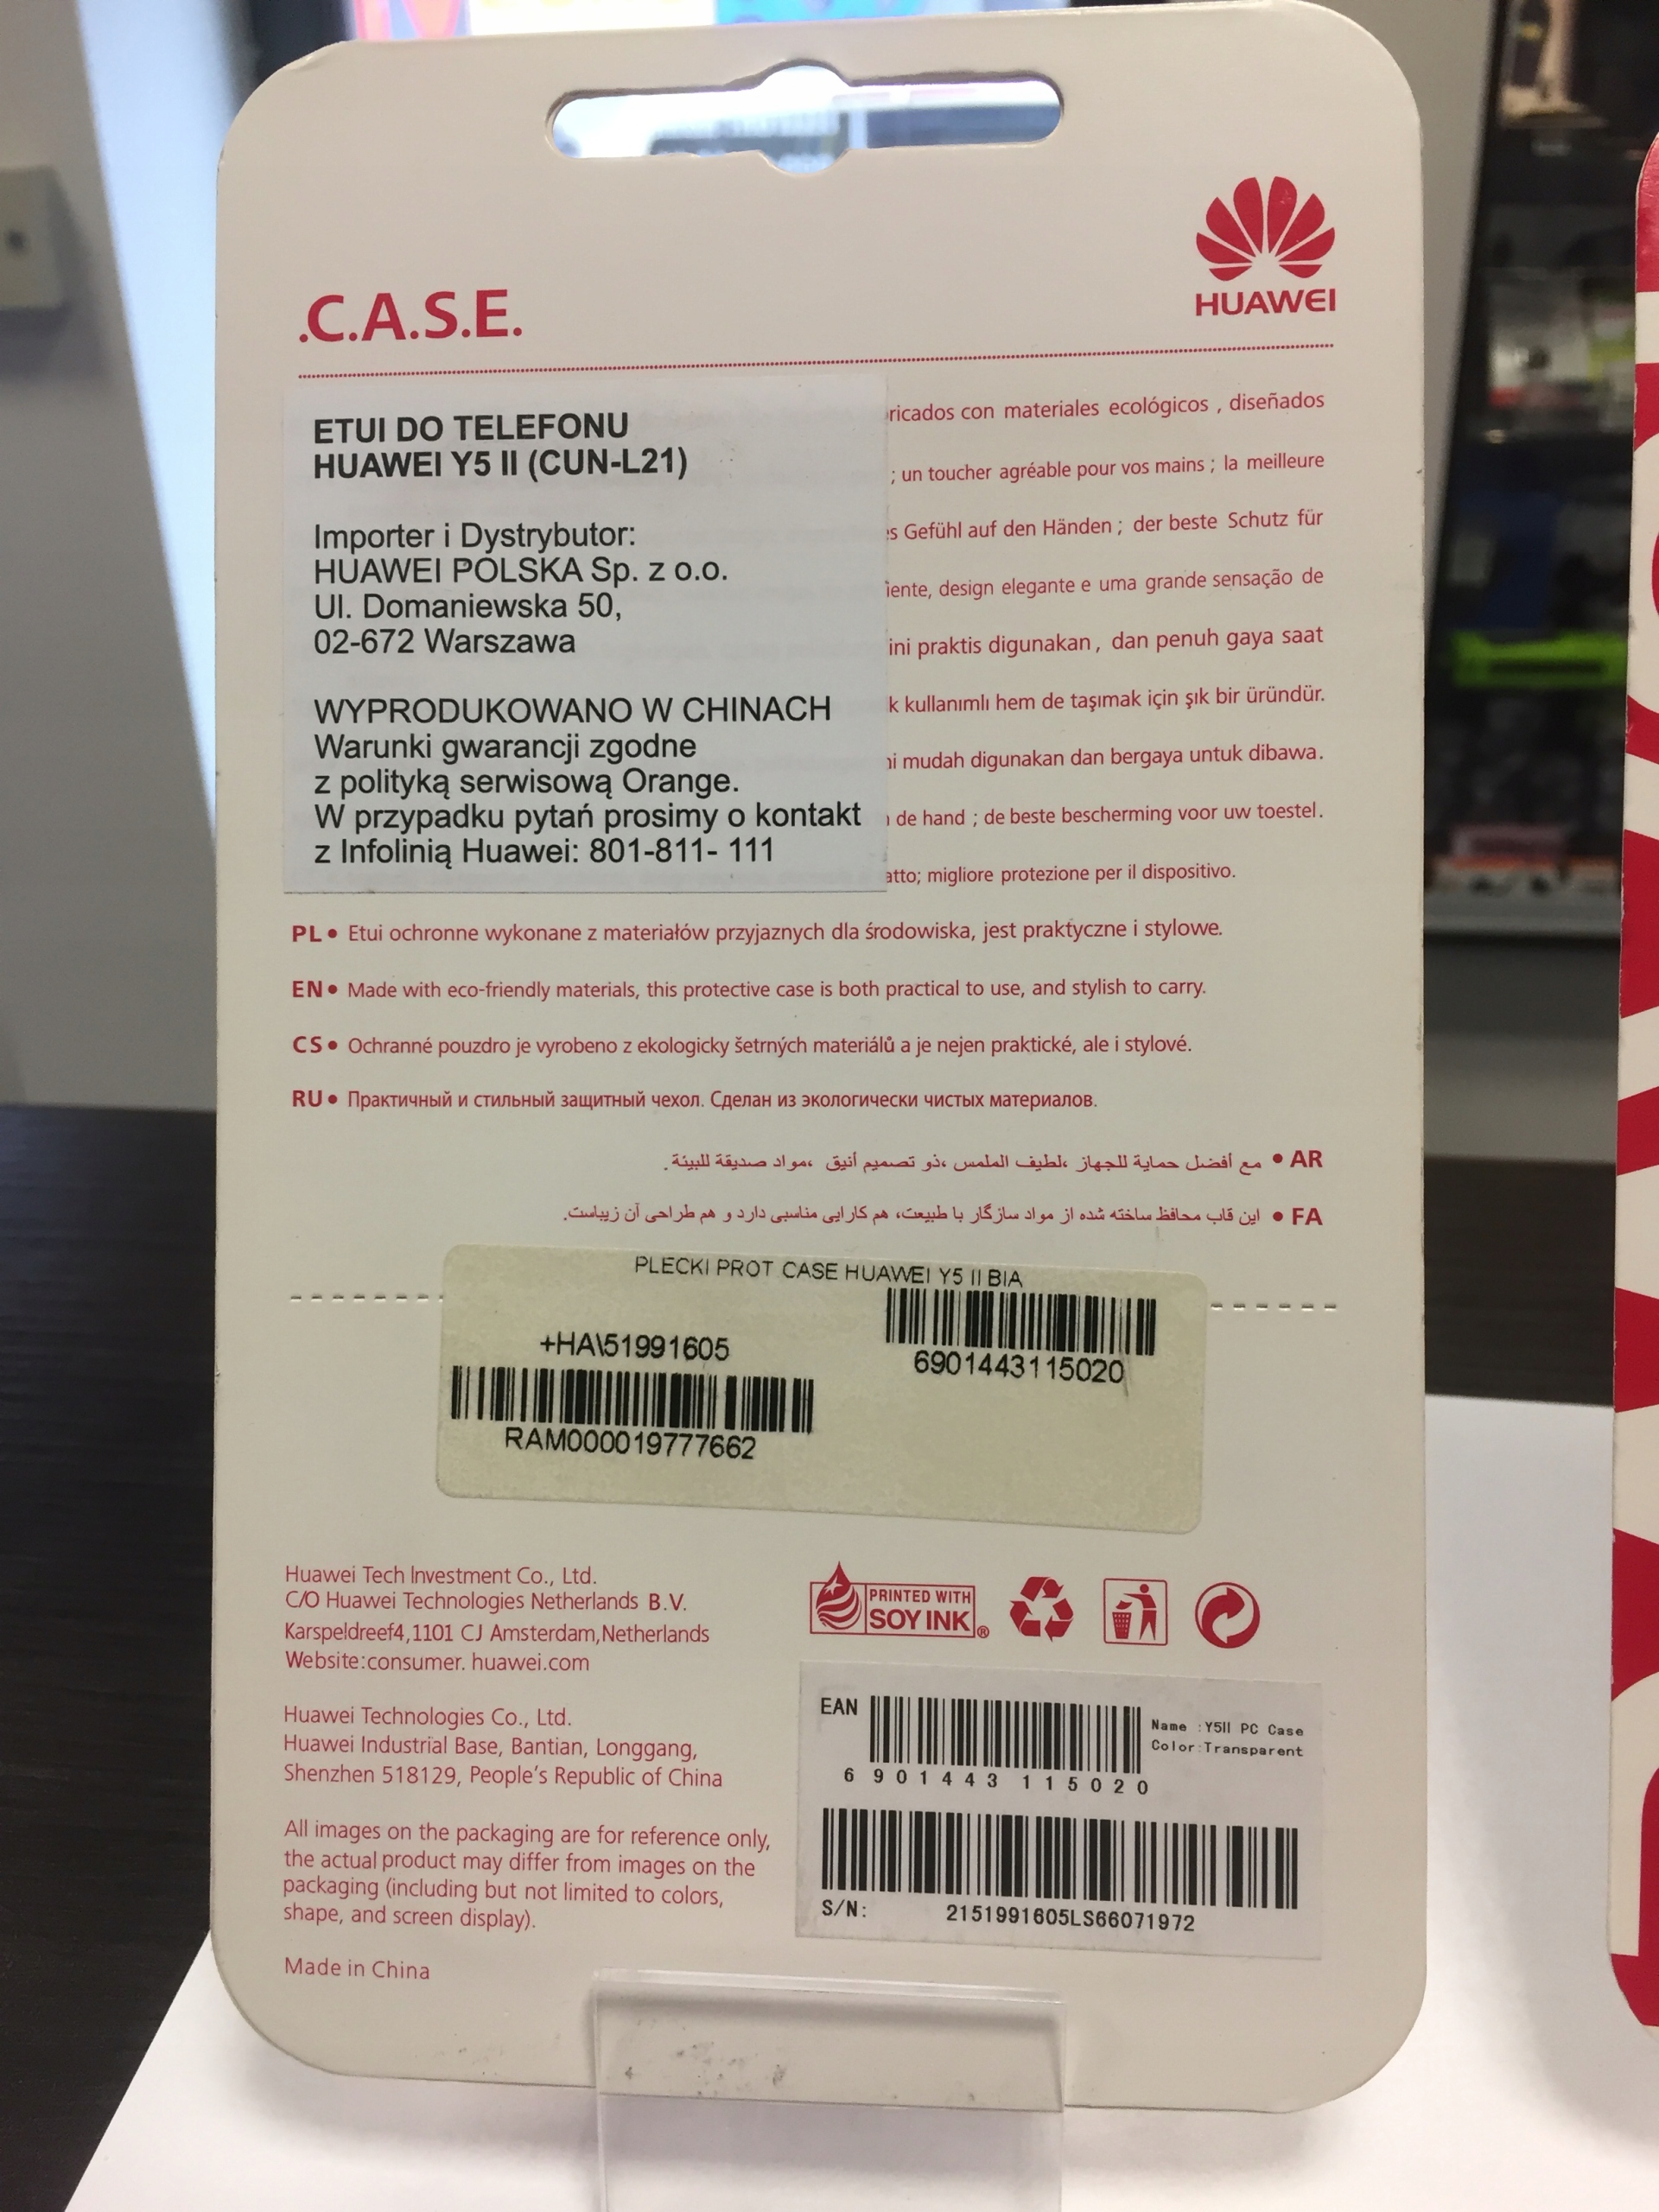 HUAWEI
.C.A.S.E.
ETUI DO TELEFONU
HUAWEI Y5 II (CUN-L21)
Importer i Dystrybutor:
HUAWEI POLSKA Sp. z o.o.
Ul. Domaniewska 50,
02-672 Warszawa
WYPRODUKOWANO W CHINACH
Warunki gwarancji zgodne
z polityką serwisową Orange.
W przypadku pytań prosimy o kontakt
z Infolinią Huawei: 801-811- 111
ricados con materiales ecológicos , diseñados
; un toucher agréable pour vos mains ; la meilleure
s Gefühl auf den Händen ; der beste Schutz für
iente, design elegante e uma grande sensação de
ini praktis digunakan, dan penuh gaya saat
k kullanımlı hem de taşımak için şık bir üründür.
ni mudah digunakan dan bergaya untuk dibawa.
de hand ; de beste bescherming voor uw toestel.
atto; migliore protezione per il dispositivo.
PL • Etui ochronne wykonane z materiałów przyjaznych dla środowiska, jest praktyczne i stylowe.
EN • Made with eco-friendly materials, this protective case is both practical to use, and stylish to carry.
CS • Ochranné pouzdro je vyrobeno z ekologicky šetrných materiálů a je nejen praktické, ale i stylové.
RU • Практичный и стильный защитный чехол. Сделан из экологически чистых материалов.
AR • مع أفضل حماية للجهاز ،لطيف الملمس ،ذو تصميم أنيق ،مواد صديقة للبيئة.
FA • این قاب محافظ ساخته شده از مواد سازگار با طبیعت، هم کارایی مناسبی دارد و هم طراحی آن زیباست.
PLECKI PROT CASE HUAWEI Y5 II BIA
+HA\51991605
6901443115020
RAM000019777662
Huawei Tech Investment Co., Ltd.
C/O Huawei Technologies Netherlands B.V.
Karspeldreef4,1101 CJ Amsterdam,Netherlands
Website:consumer. huawei.com
Huawei Technologies Co., Ltd.
Huawei Industrial Base, Bantian, Longgang,
Shenzhen 518129, People's Republic of China
All images on the packaging are for reference only,
the actual product may differ from images on the
packaging (including but not limited to colors,
shape, and screen display).
Made in China
PRINTED WITH
SOY INK ®
EAN
Name :Y5II PC Case
Color:Transparent
6 901443 115020
S/N: 2151991605LS66071972